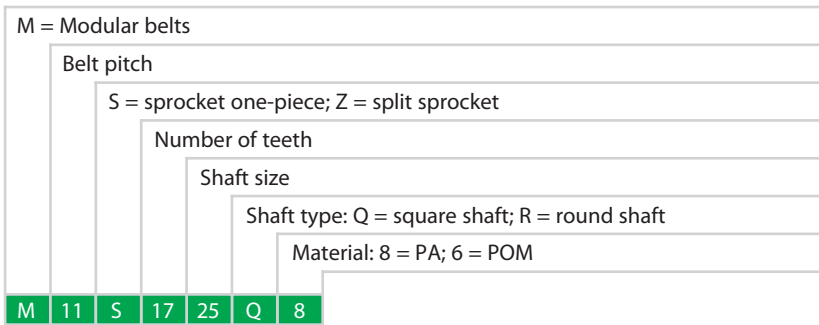 M = Modular belts
Belt pitch
S = sprocket one-piece; Z = split sprocket
Number of teeth
Shaft size
Shaft type: Q = square shaft; R = round shaft
Material: 8 = PA; 6 = POM
M 11 S 17 25 Q 8